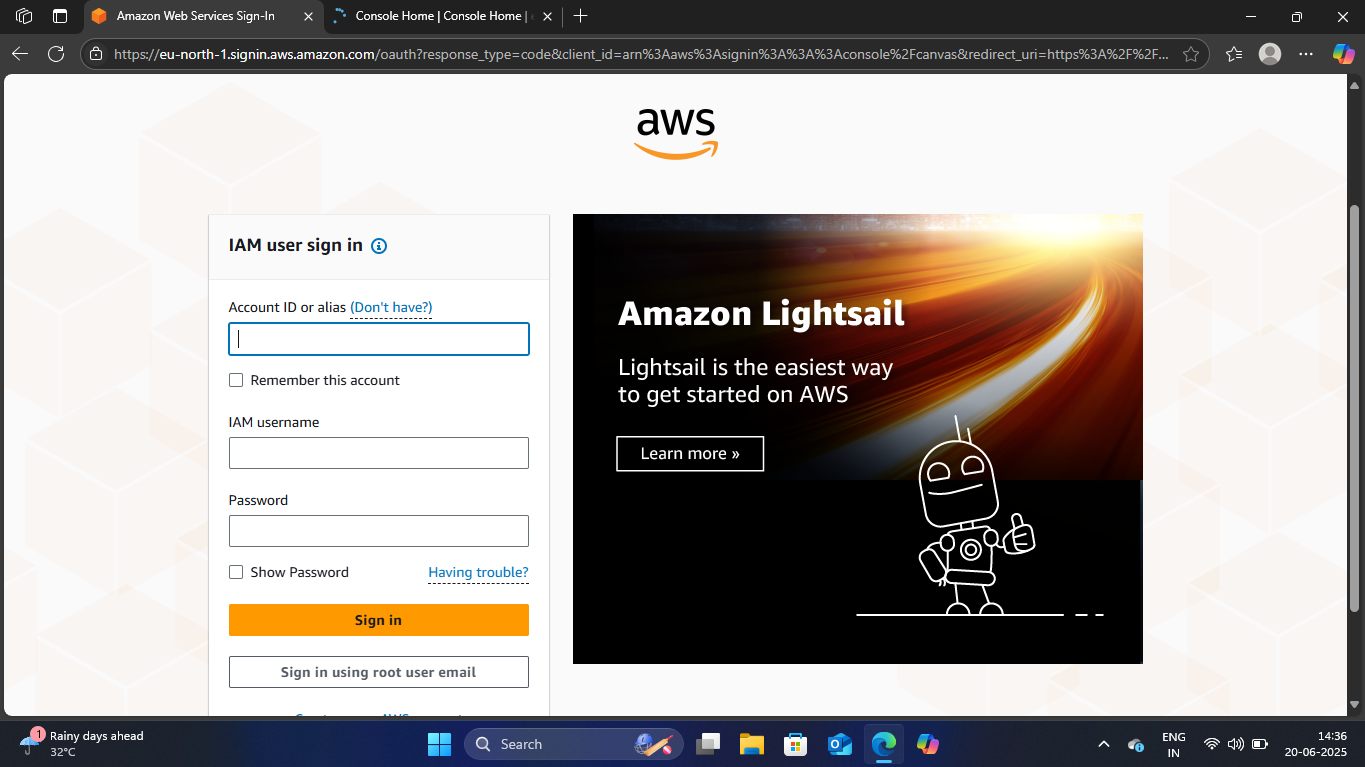 Amazon Web Services Sign-In
Console Home | Console Home |
https://eu-north-1.signin.aws.amazon.com/oauth?response_type=code&client_id=arn%3Aaws%3Asignin%3A%3A%3Aconsole%2Fcanvas&redirect_uri=https%3A%2F%2F...
aws
IAM user sign in
Account ID or alias (Don't have?)
Remember this account
IAM username
Password
Show Password
Having trouble?
Sign in
Sign in using root user email
Amazon Lightsail
Lightsail is the easiest way
to get started on AWS
Learn more »
1
Rainy days ahead
32°C
Search
ENG
IN
14:36
20-06-2025